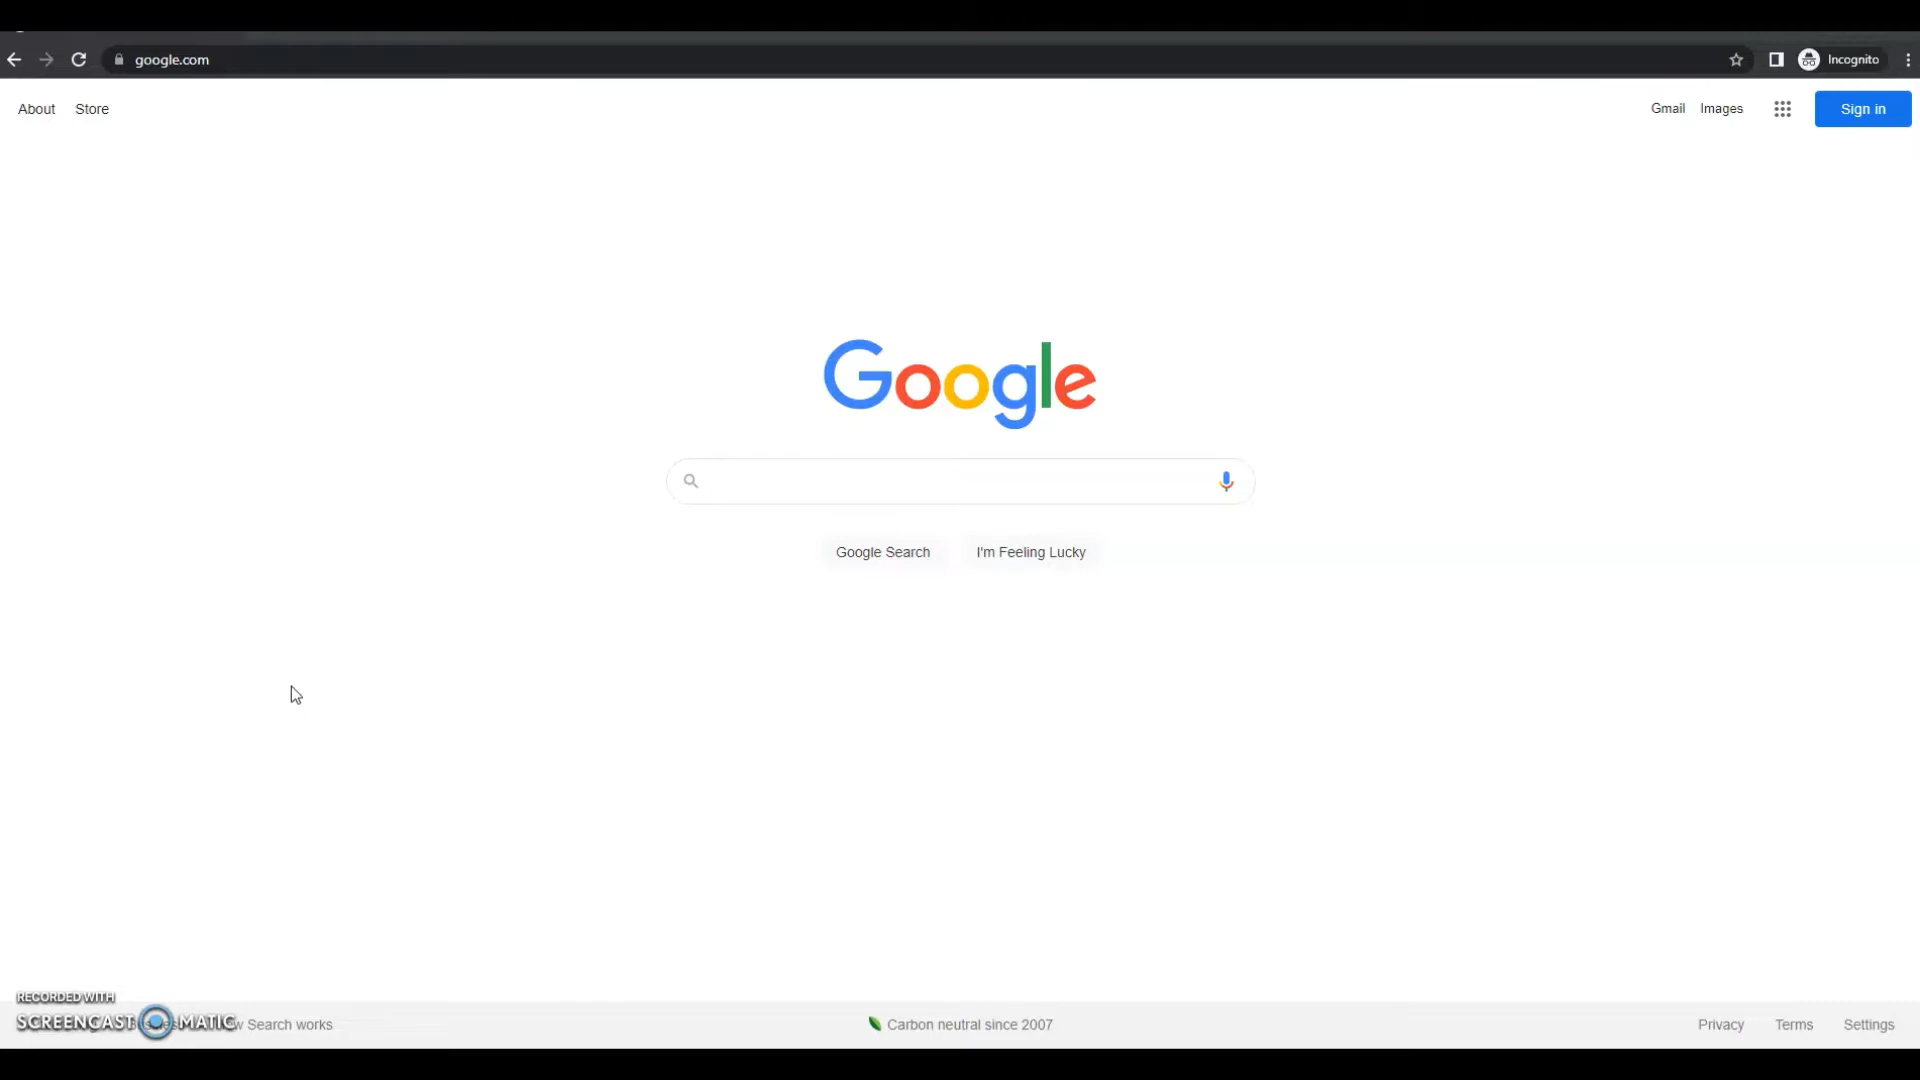 google.com
Incognito
About Store
Gmail Images Sign in
Google
Google Search I'm Feeling Lucky
RECORDED WITH
SCREENCAST MATIC
Search works
Carbon neutral since 2007
Privacy Terms Settings